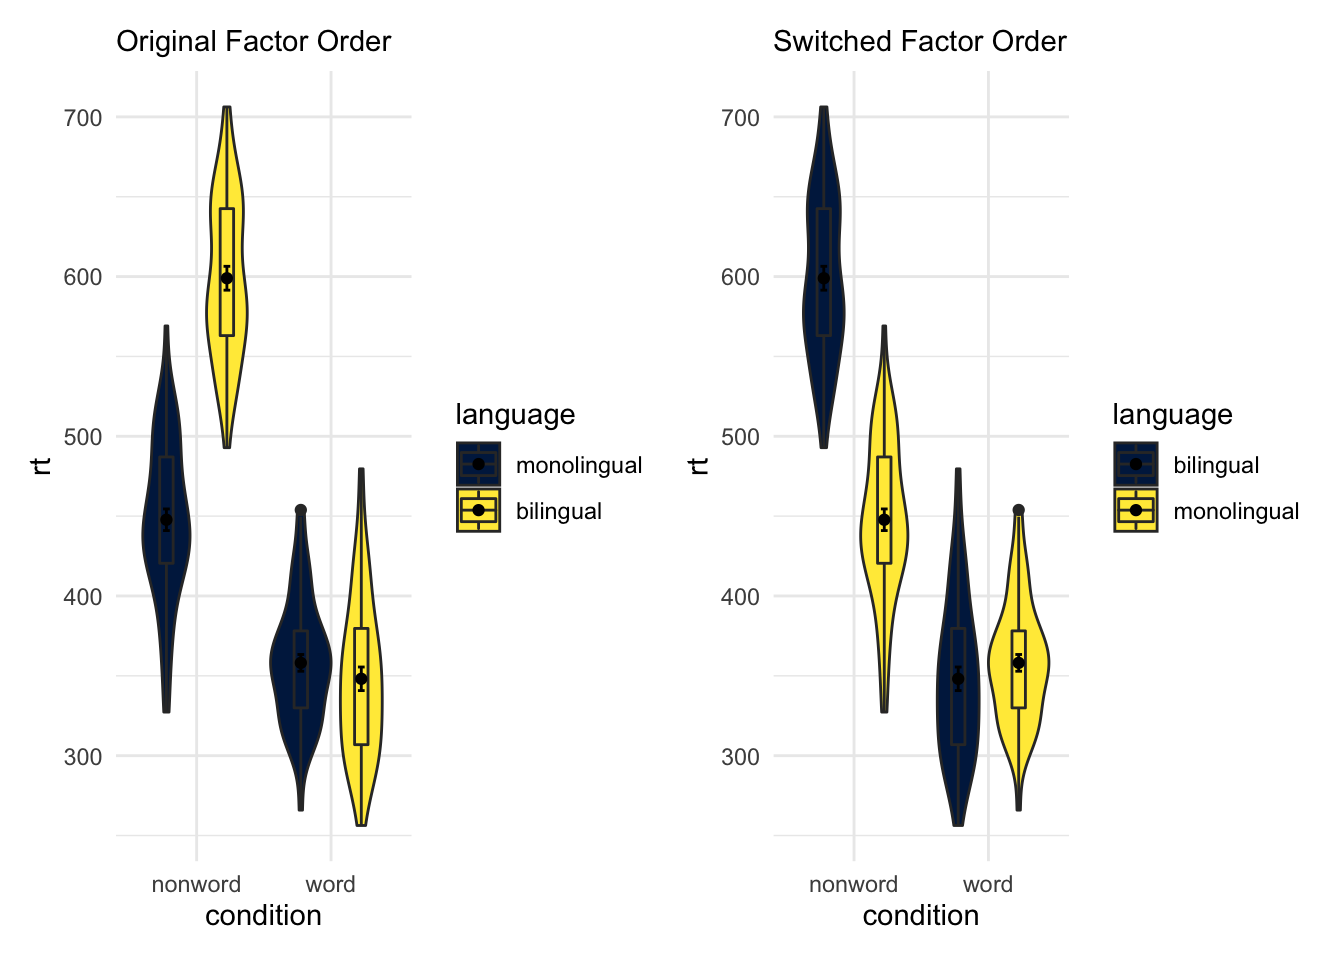 Original Factor Order
700
600
500
400
300
rt
nonword
word
condition
language
monolingual
bilingual
Switched Factor Order
700
600
500
400
300
rt
nonword
word
condition
language
bilingual
monolingual